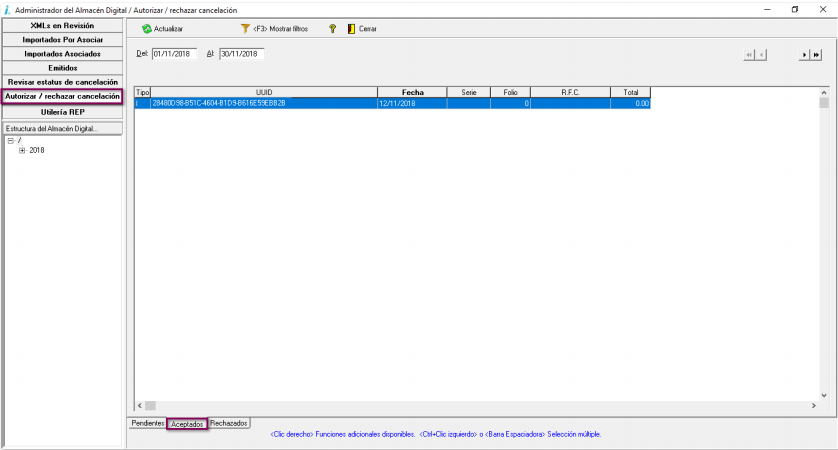 Administrador del Almacén Digital / Autorizar / rechazar cancelación
XMLs en Revisión
Importados Por Asociar
Importados Asociados
Emitidos
Revisar estatus de cancelación
Autorizar / rechazar cancelación
Utilería REP
Estructura del Almacén Digital...
/
2018
Actualizar <F3> Mostrar filtros Cerrar
Del: 01/11/2018 Al: 30/11/2018
Tipo UUID Fecha Serie Folio R.F.C. Total
I 28480D98-B51C-4604-B1D9-B616E59EBB2B 12/11/2018 0 0.00
Pendientes Aceptados Rechazados
<Clic derecho> Funciones adicionales disponibles. <Ctrl+Clic izquierdo> o <Barra Espaciadora> Selección múltiple.